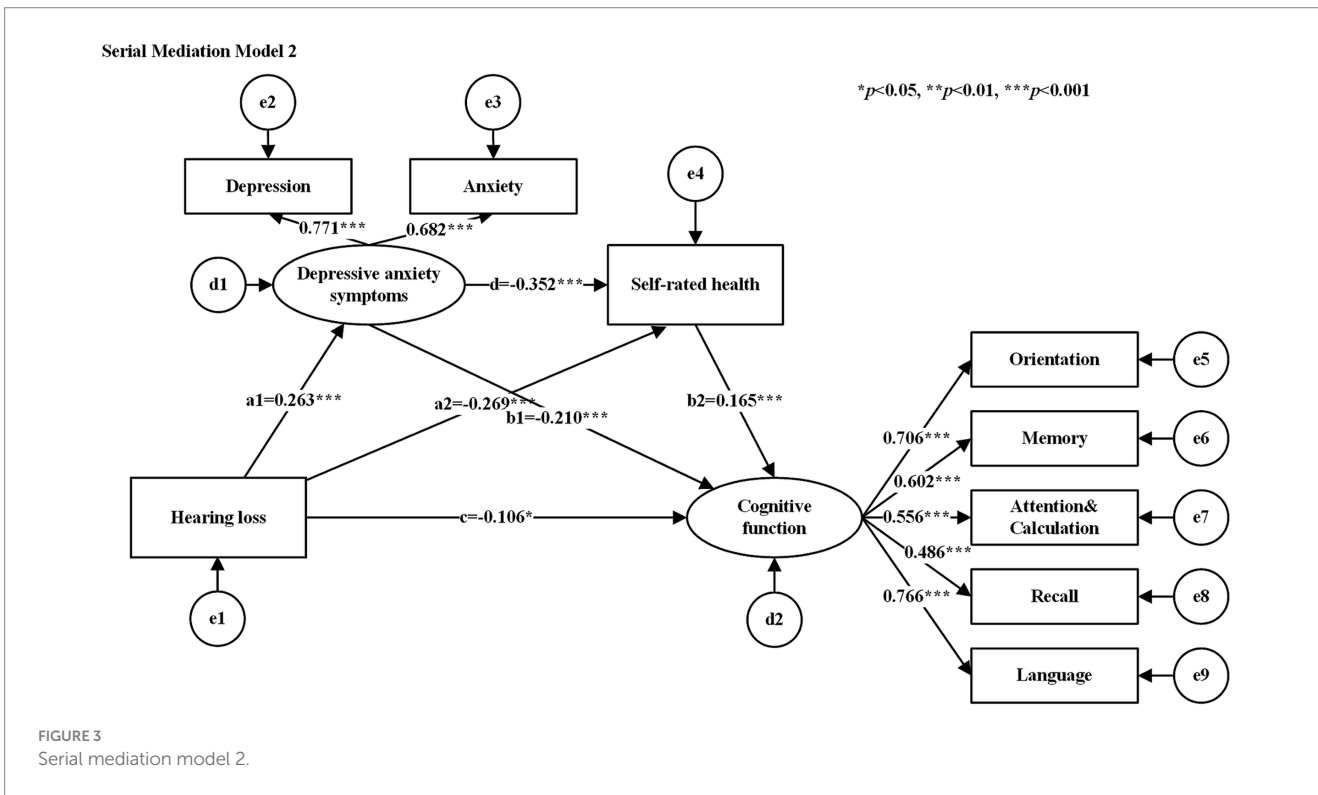 Serial Mediation Model 2
*p<0.05, **p<0.01, ***p<0.001
e2
e3
e4
Depression
Anxiety
0.771***
0.682***
d1
Depressive anxiety
symptoms
d=-0.352***
Self-rated health
a1=0.263***
a2=-0.269***
b1=-0.210***
b2=0.165***
Hearing loss
c=-0.106*
Cognitive
function
e1
d2
0.706***
0.602***
0.556***
0.486***
0.766***
Orientation
e5
Memory
e6
Attention&
Calculation
e7
Recall
e8
Language
e9
FIGURE 3
Serial mediation model 2.